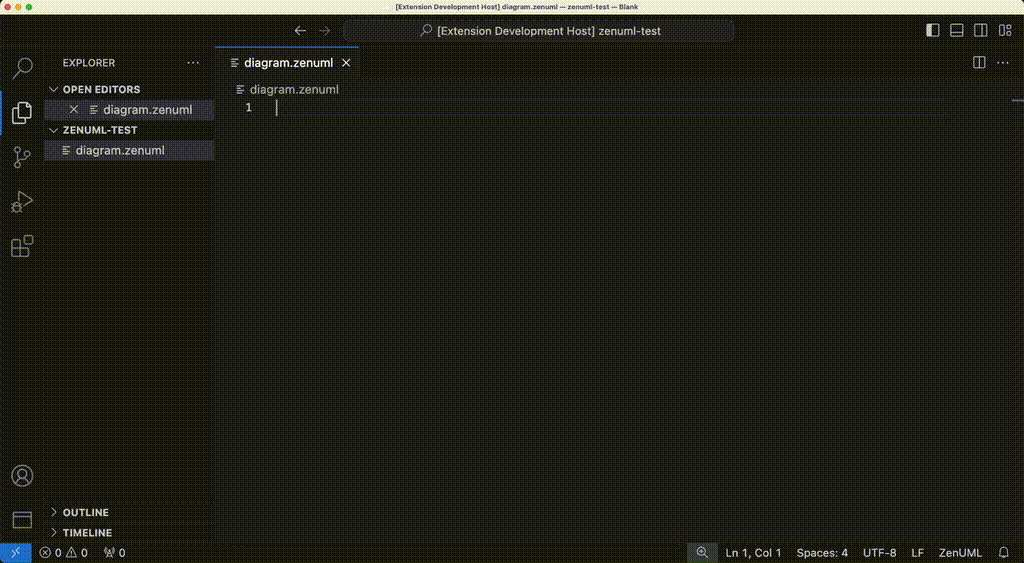 [Extension Development Host] diagram.zenuml — zenuml-test — Blank
[Extension Development Host] zenuml-test
EXPLORER
diagram.zenuml
OPEN EDITORS
diagram.zenuml
diagram.zenuml
1
ZENUML-TEST
diagram.zenuml
OUTLINE
TIMELINE
0 0 0 Ln 1, Col 1 Spaces: 4 UTF-8 LF ZenUML